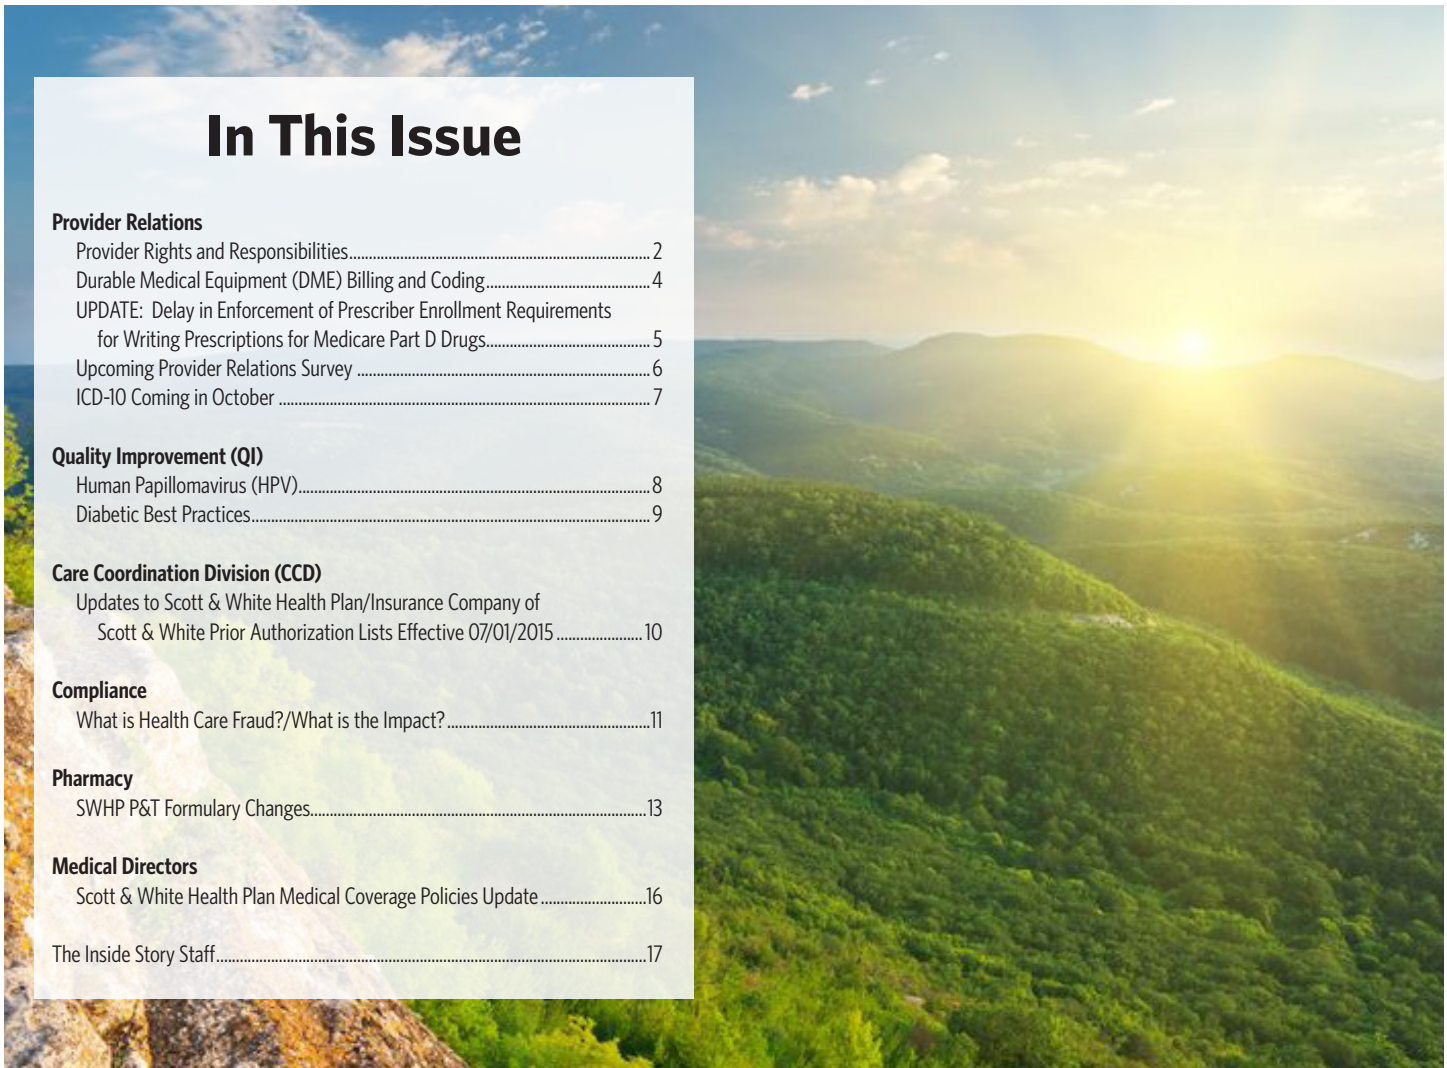 In This Issue
Provider Relations
Provider Rights and Responsibilities....................2
Durable Medical Equipment (DME) Billing and Coding....................4
UPDATE: Delay in Enforcement of Prescriber Enrollment Requirements
for Writing Prescriptions for Medicare Part D Drugs....................5
Upcoming Provider Relations Survey ....................6
ICD-10 Coming in October ....................7
Quality Improvement (QI)
Human Papillomavirus (HPV)....................8
Diabetic Best Practices....................9
Care Coordination Division (CCD)
Updates to Scott & White Health Plan/Insurance Company of
Scott & White Prior Authorization Lists Effective 07/01/2015 ....................10
Compliance
What is Health Care Fraud?/What is the Impact?....................11
Pharmacy
SWHP P&T Formulary Changes....................13
Medical Directors
Scott & White Health Plan Medical Coverage Policies Update ....................16
The Inside Story Staff....................17